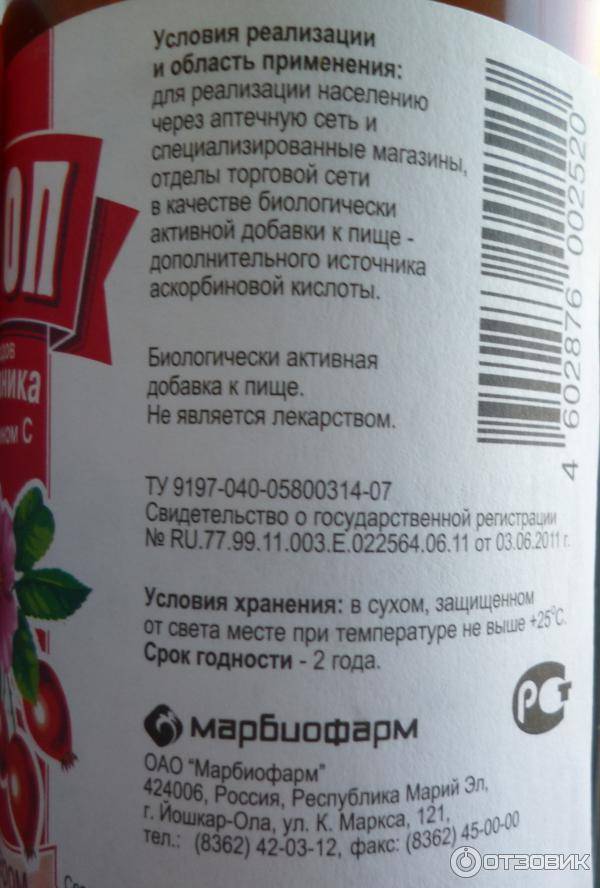 Условия реализации
и область применения:
для реализации населению
через аптечную сеть и
специализированные магазины,
отделы торговой сети
в качестве биологически
активной добавки к пище -
дополнительного источника
аскорбиновой кислоты.
Биологически активная
добавка к пище.
Не является лекарством.
ТУ 9197-040-05800314-07
Свидетельство о государственной регистрации
№ RU.77.99.11.003.Е.022564.06.11 от 03.06.2011 г.
Условия хранения: в сухом, защищенном
от света месте при температуре не выше +25°С.
Срок годности - 2 года.
марбиофарм
ОАО "Марбиофарм"
424006, Россия, Республика Марий Эл,
г. Йошкар-Ола, ул. К. Маркса, 121,
тел.: (8362) 42-03-12, факс: (8362) 45-00-00
4 602876 002520
РСТ
ОП
ника
ном С
ОТЗОВИК